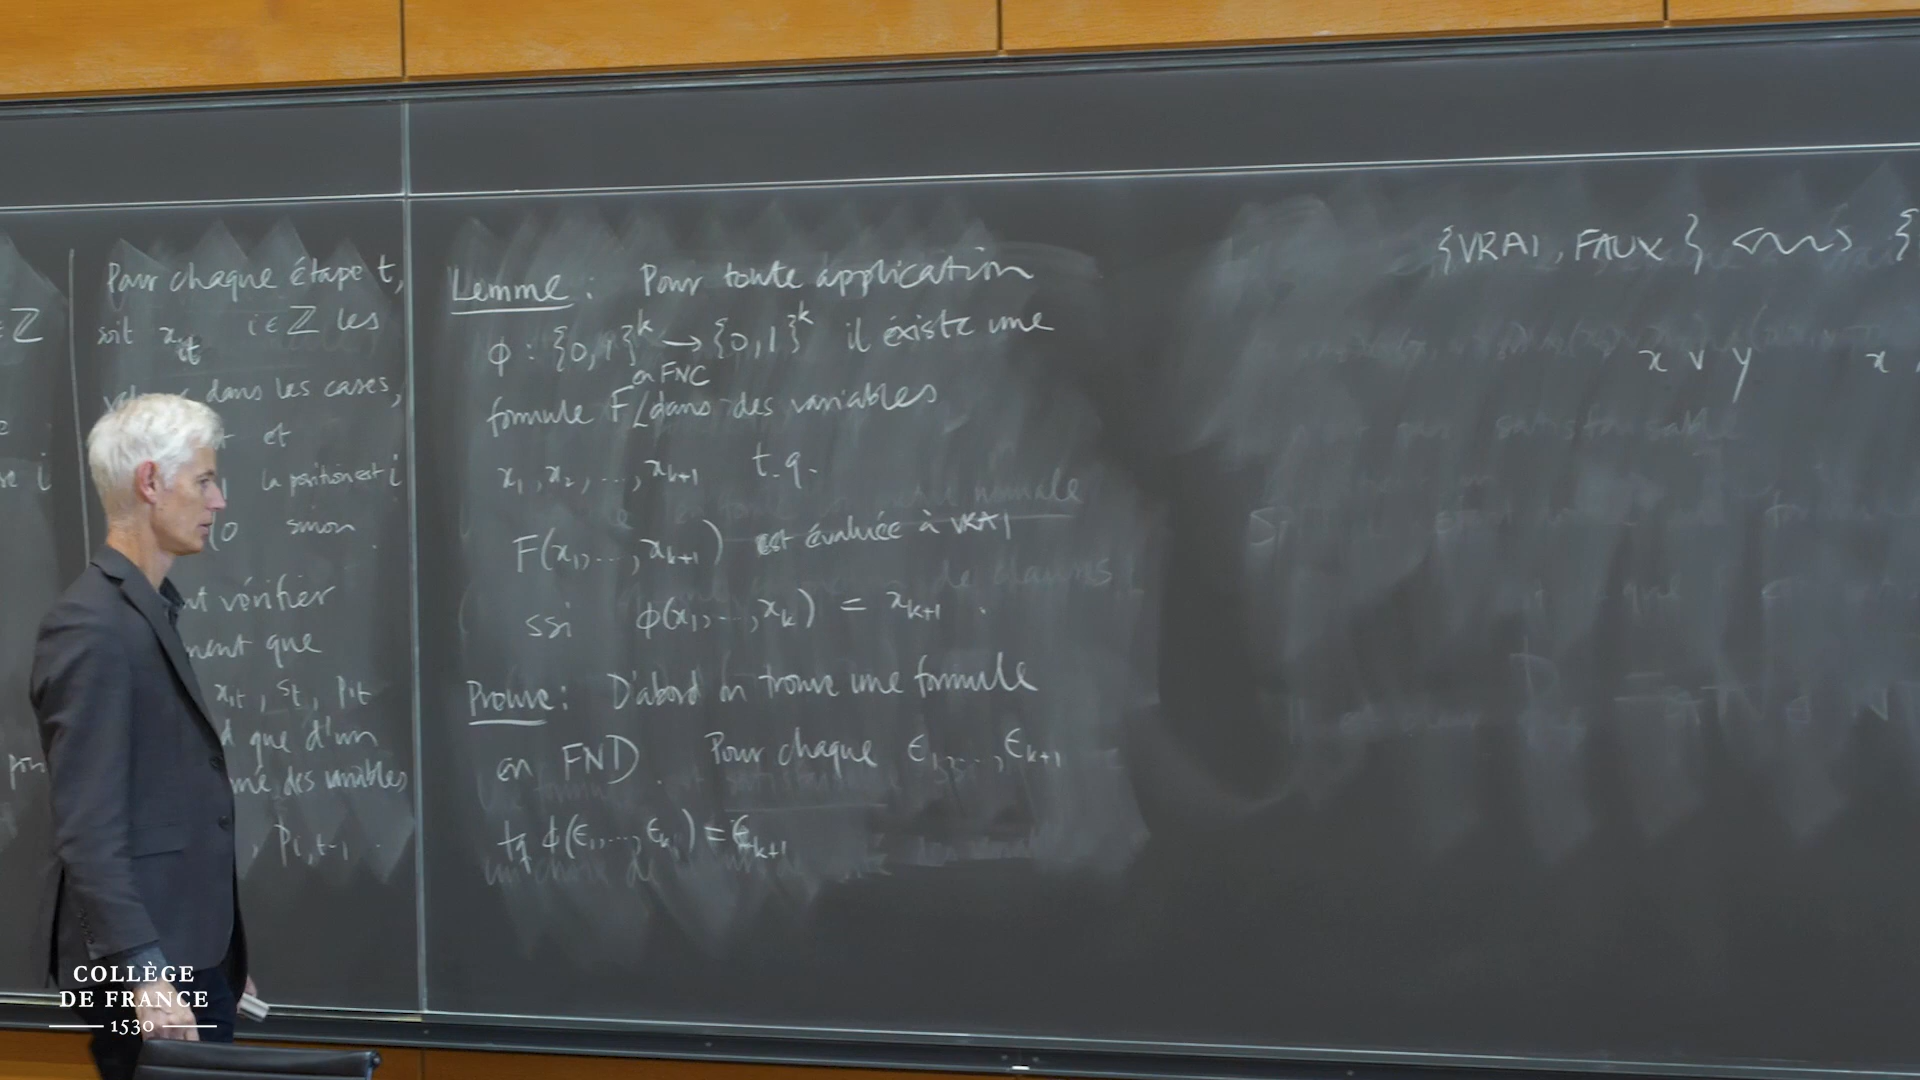 ∈ ℤ
i
Pour chaque étape t,
soit x_it i ∈ ℤ les
dans les cases,
et
la position est i
0 sinon
vérifier
que
x_it, s_t, p_it
que d'un
des variables
, p_i,t-1 .
Lemme : Pour toute application
φ : {0,1}^k → {0,1}^k il existe une
en FNC
formule F/dans des variables
x_1, x_2, ..., x_k+1 t.q.
F(x_1, ..., x_k+1) est évaluée à VRAI
ssi φ(x_1, ..., x_k) = x_k+1 .
Preuve : D'abord on trouve une formule
en FND. Pour chaque ε_1, ..., ε_k+1
tq φ(ε_1, ..., ε_k) = ε_k+1
{VRAI, FAUX} <~~> {
x ∨ y x
satisfaisable
COLLÈGE
DE FRANCE
1530